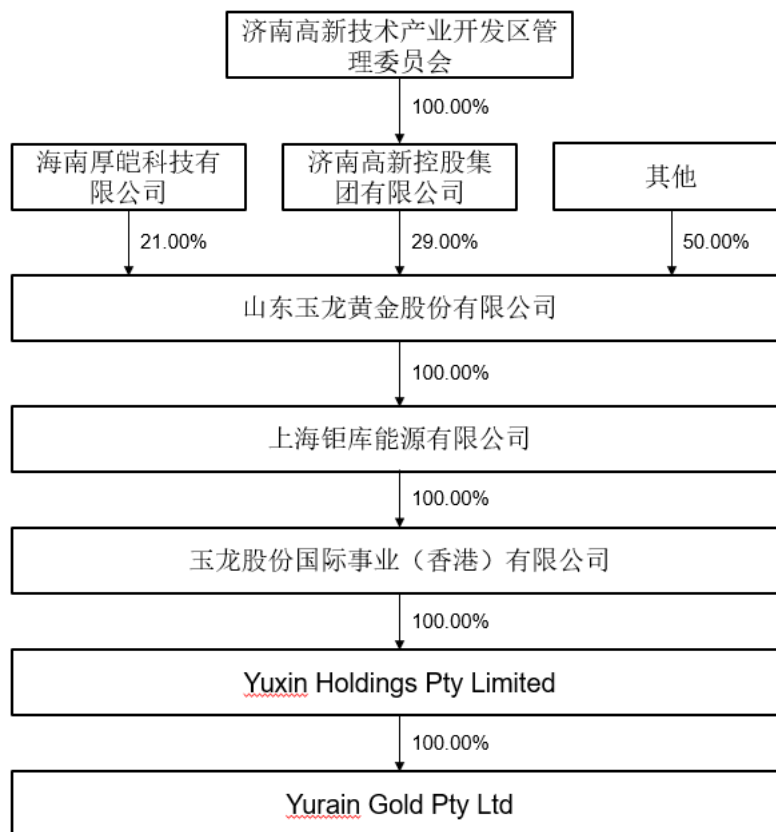 济南高新技术产业开发区管
理委员会
100.00%
海南厚皑科技有
限公司
济南高新控股集
团有限公司
其他
21.00%
29.00%
50.00%
山东玉龙黄金股份有限公司
100.00%
上海钜库能源有限公司
100.00%
玉龙股份国际事业（香港）有限公司
100.00%
Yuxin Holdings Pty Limited
100.00%
Yurain Gold Pty Ltd